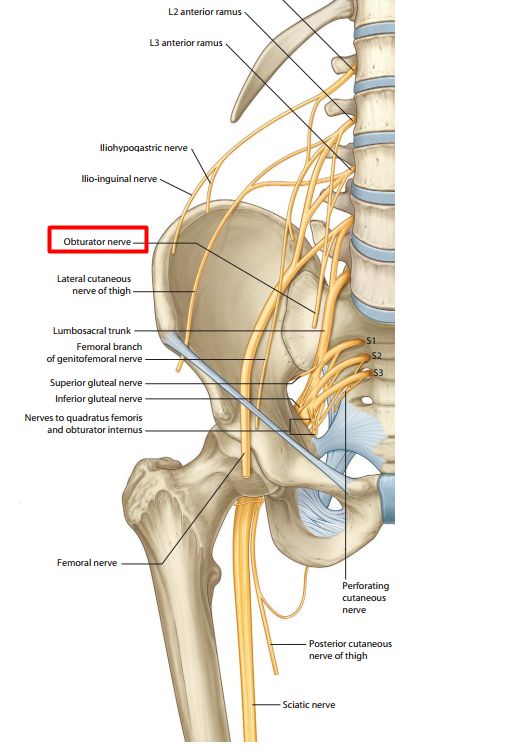 L2 anterior ramus
L3 anterior ramus
Iliohypogastric nerve
Ilio-inguinal nerve
Obturator nerve
Lateral cutaneous
nerve of thigh
Lumbosacral trunk
Femoral branch
of genitofemoral nerve
S1
S2
S3
Superior gluteal nerve
Inferior gluteal nerve
Nerves to quadratus femoris
and obturator internus
Femoral nerve
Perforating
cutaneous
nerve
Posterior cutaneous
nerve of thigh
Sciatic nerve